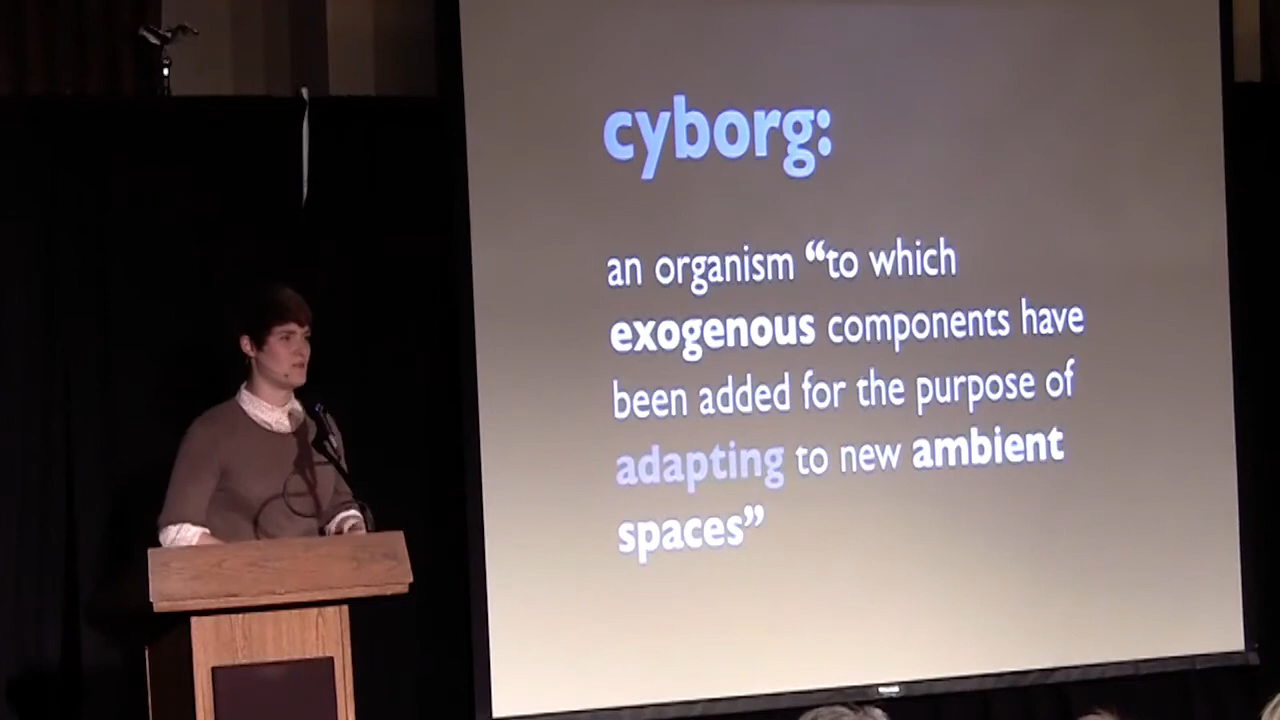 cyborg:
an organism “to which
exogenous components have
been added for the purpose of
adapting to new ambient
spaces”